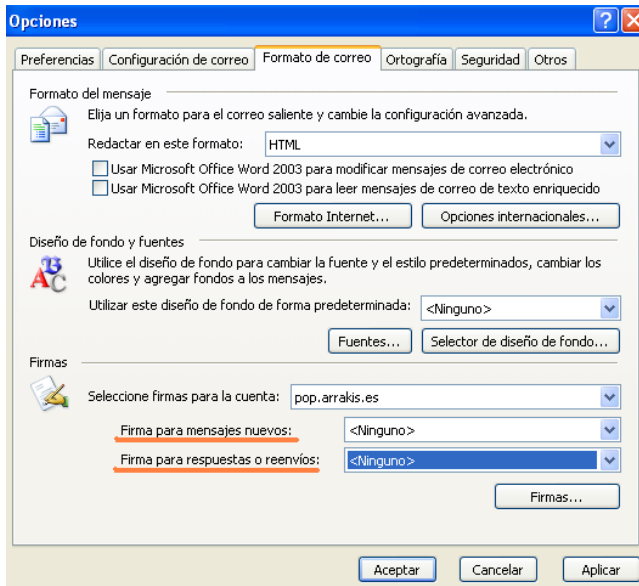 Opciones
Preferencias Configuración de correo Formato de correo Ortografía Seguridad Otros
Formato del mensaje
Elija un formato para el correo saliente y cambie la configuración avanzada.
Redactar en este formato: HTML
Usar Microsoft Office Word 2003 para modificar mensajes de correo electrónico
Usar Microsoft Office Word 2003 para leer mensajes de correo de texto enriquecido
Formato Internet... Opciones internacionales...
Diseño de fondo y fuentes
Utilice el diseño de fondo para cambiar la fuente y el estilo predeterminados, cambiar los
colores y agregar fondos a los mensajes.
Utilizar este diseño de fondo de forma predeterminada: <Ninguno>
Fuentes... Selector de diseño de fondo...
Firmas
Seleccione firmas para la cuenta: pop.arrakis.es
Firma para mensajes nuevos: <Ninguno>
Firma para respuestas o reenvíos: <Ninguno>
Firmas...
Aceptar Cancelar Aplicar